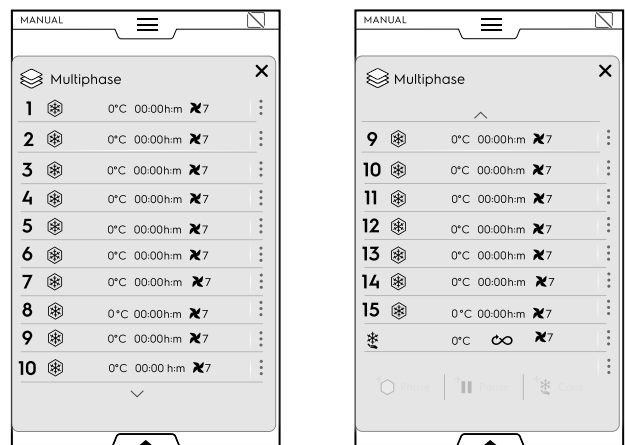 MANUAL
Multiphase
1 0°C 00:00h:m 7
2 0°C 00:00h:m 7
3 0°C 00:00h:m 7
4 0°C 00:00h:m 7
5 0°C 00:00h:m 7
6 0°C 00:00h:m 7
7 0°C 00:00h:m 7
8 0°C 00:00h:m 7
9 0°C 00:00h:m 7
10 0°C 00:00 h:m 7
MANUAL
Multiphase
9 0°C 00:00h:m 7
10 0°C 00:00h:m 7
11 0°C 00:00h:m 7
12 0°C 00:00h:m 7
13 0°C 00:00h:m 7
14 0°C 00:00h:m 7
15 0°C 00:00h:m 7
0°C ∞ 7
Phase Pause Cons